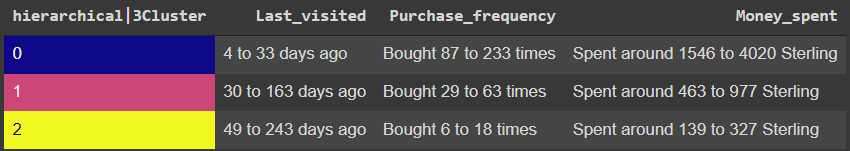 hierarchical|3Cluster Last_visited Purchase_frequency Money_spent
0 4 to 33 days ago Bought 87 to 233 times Spent around 1546 to 4020 Sterling
1 30 to 163 days ago Bought 29 to 63 times Spent around 463 to 977 Sterling
2 49 to 243 days ago Bought 6 to 18 times Spent around 139 to 327 Sterling